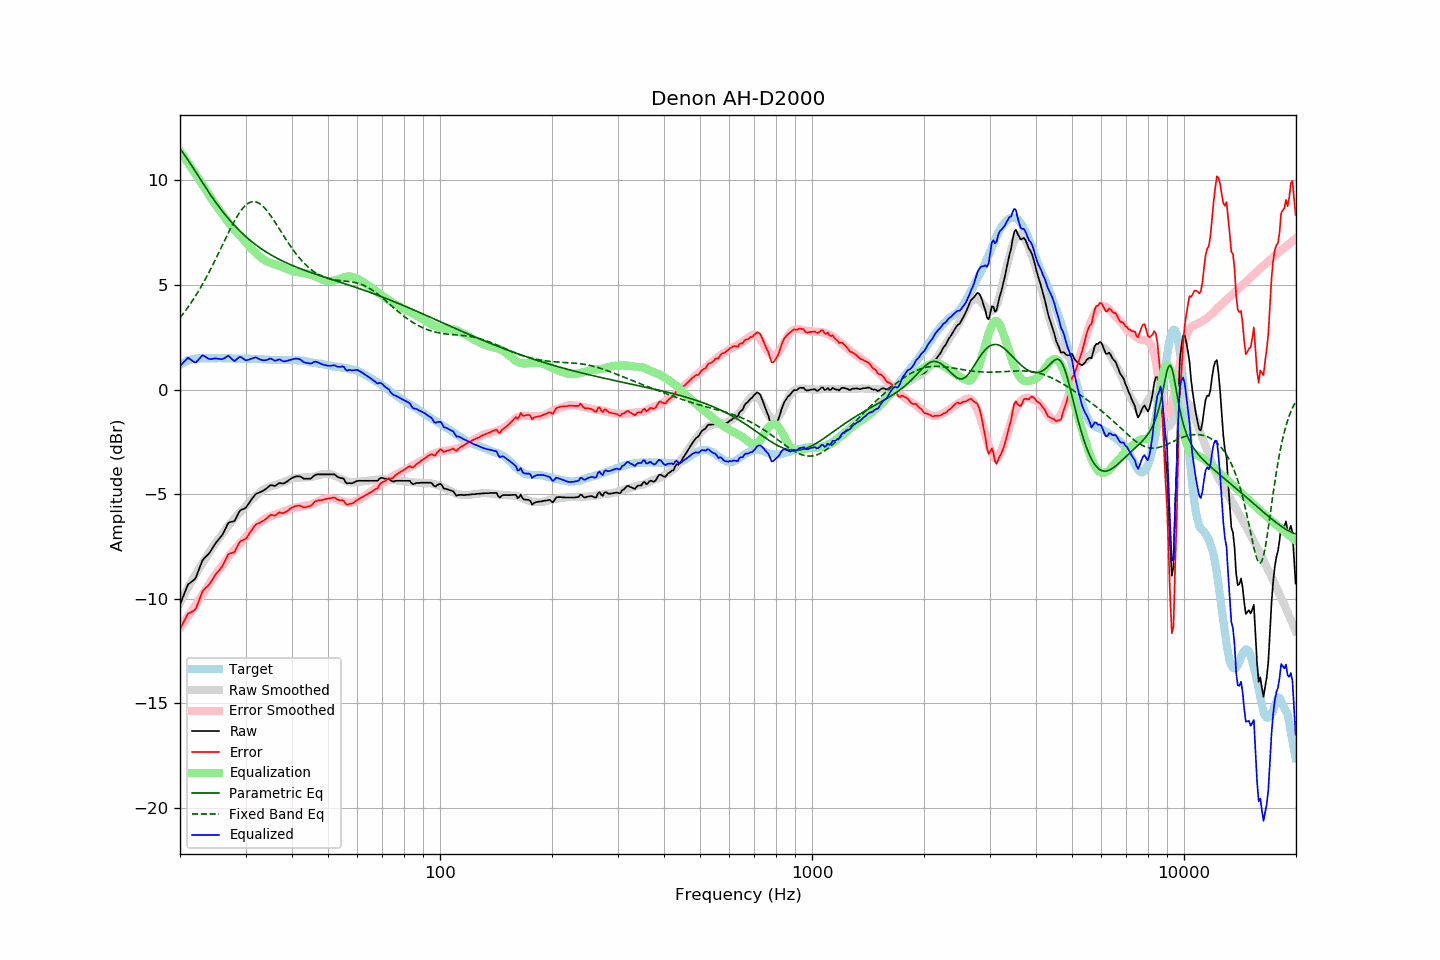 Denon AH-D2000
Amplitude (dBr)
10
5
0
−5
−10
−15
−20
Target
Raw Smoothed
Error Smoothed
Raw
Error
Equalization
Parametric Eq
Fixed Band Eq
Equalized
100
1000
10000
Frequency (Hz)